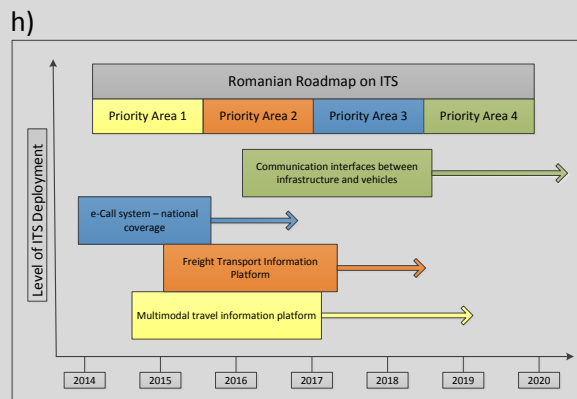 h)
Romanian Roadmap on ITS
Priority Area 1
Priority Area 2
Priority Area 3
Priority Area 4
Level of ITS Deployment
Communication interfaces between
infrastructure and vehicles
e-Call system – national
coverage
Freight Transport Information
Platform
Multimodal travel information platform
2014
2015
2016
2017
2018
2019
2020